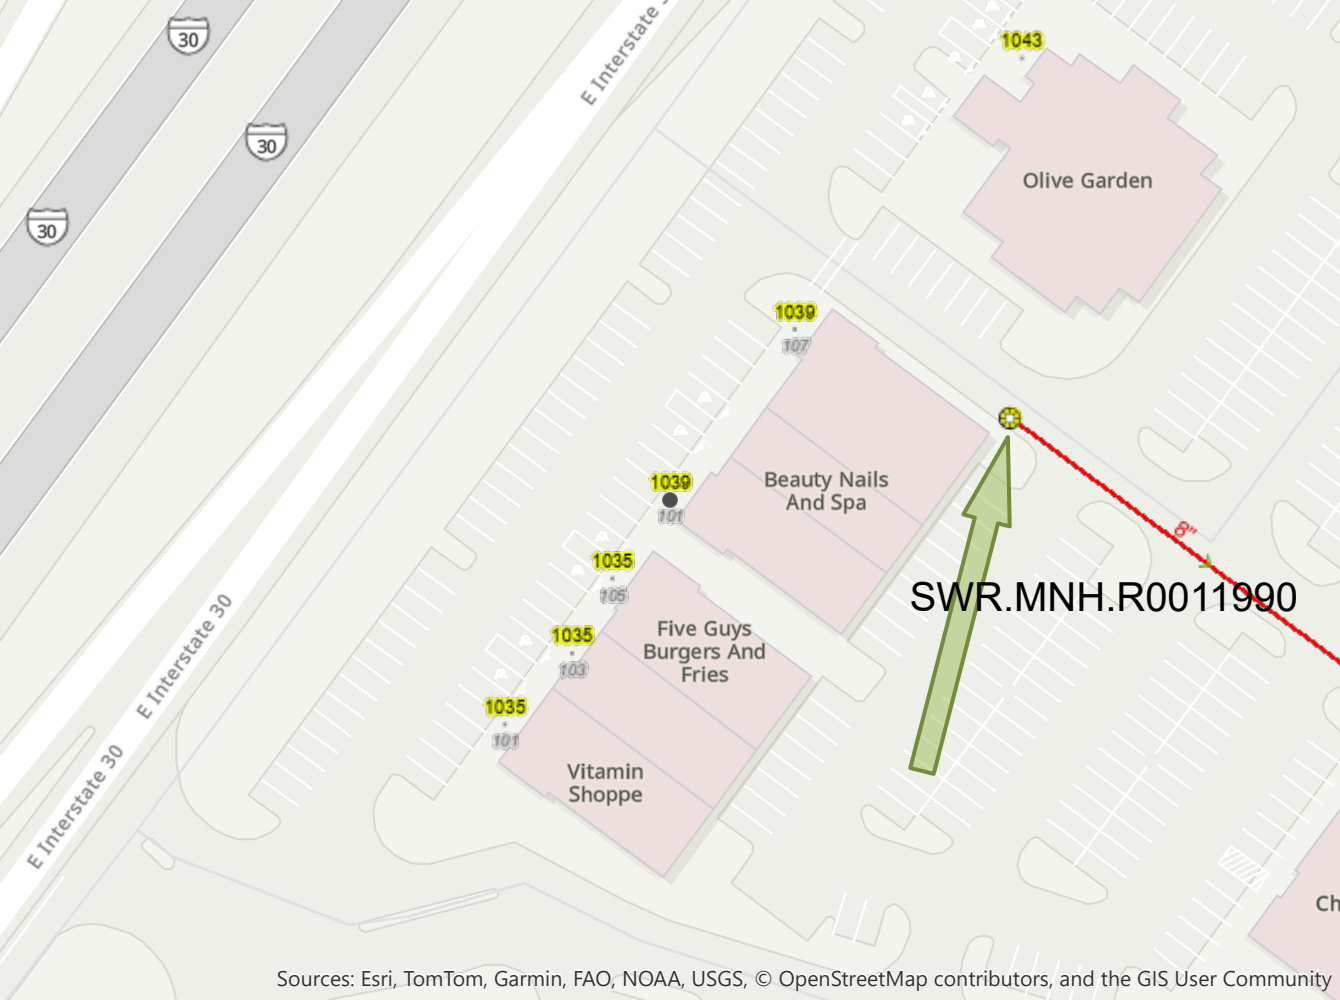 30
E Interstate 3
1043
30
Olive Garden
30
1039
107
1039
101
Beauty Nails
And Spa
8"
1035
105
SWR.MNH.R0011990
E Interstate 30
1035
103
Five Guys
Burgers And
Fries
1035
101
Vitamin
Shoppe
E Interstate 30
Ch
Sources: Esri, TomTom, Garmin, FAO, NOAA, USGS, © OpenStreetMap contributors, and the GIS User Community